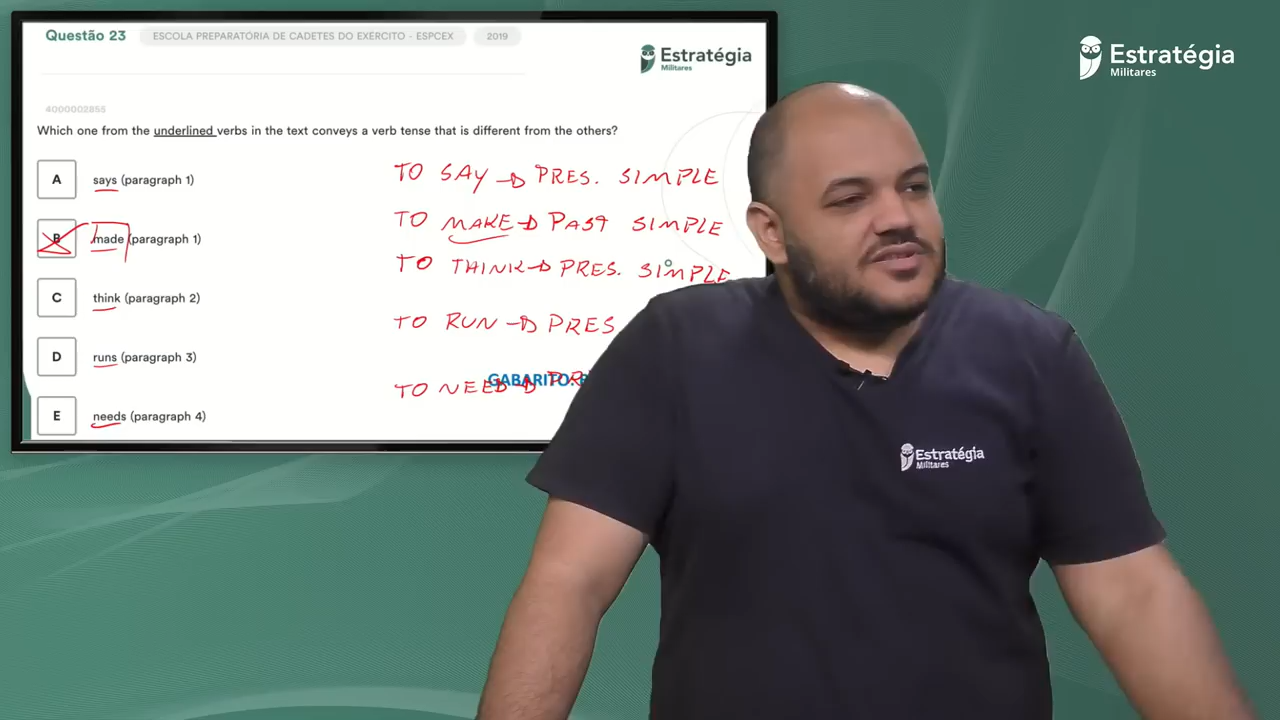 Questão 23 ESCOLA PREPARATÓRIA DE CADETES DO EXÉRCITO - ESPCEX 2019
Estratégia
Militares
Estratégia
Militares
4000002855
Which one from the underlined verbs in the text conveys a verb tense that is different from the others?
A says (paragraph 1)
TO SAY → PRES. SIMPLE
B made (paragraph 1)
TO MAKE → PAST SIMPLE
C think (paragraph 2)
TO THINK → PRES. SIMPLE
D runs (paragraph 3)
TO RUN → PRES
E needs (paragraph 4)
TO NEED →
GABARITO:
Estratégia
Militares